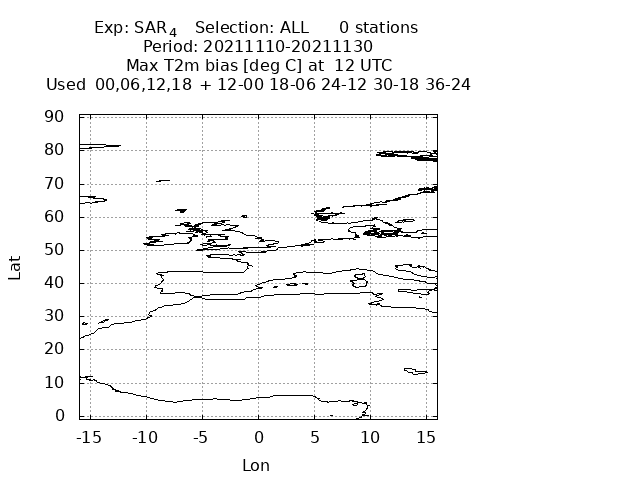 Exp: SAR4   Selection: ALL      0 stations
Period: 20211110-20211130
Max T2m bias [deg C] at  12 UTC
Used  00,06,12,18  + 12-00 18-06 24-12 30-18 36-24
90
80
70
60
50
40
30
20
10
0
Lat
-15 -10 -5 0 5 10 15
Lon